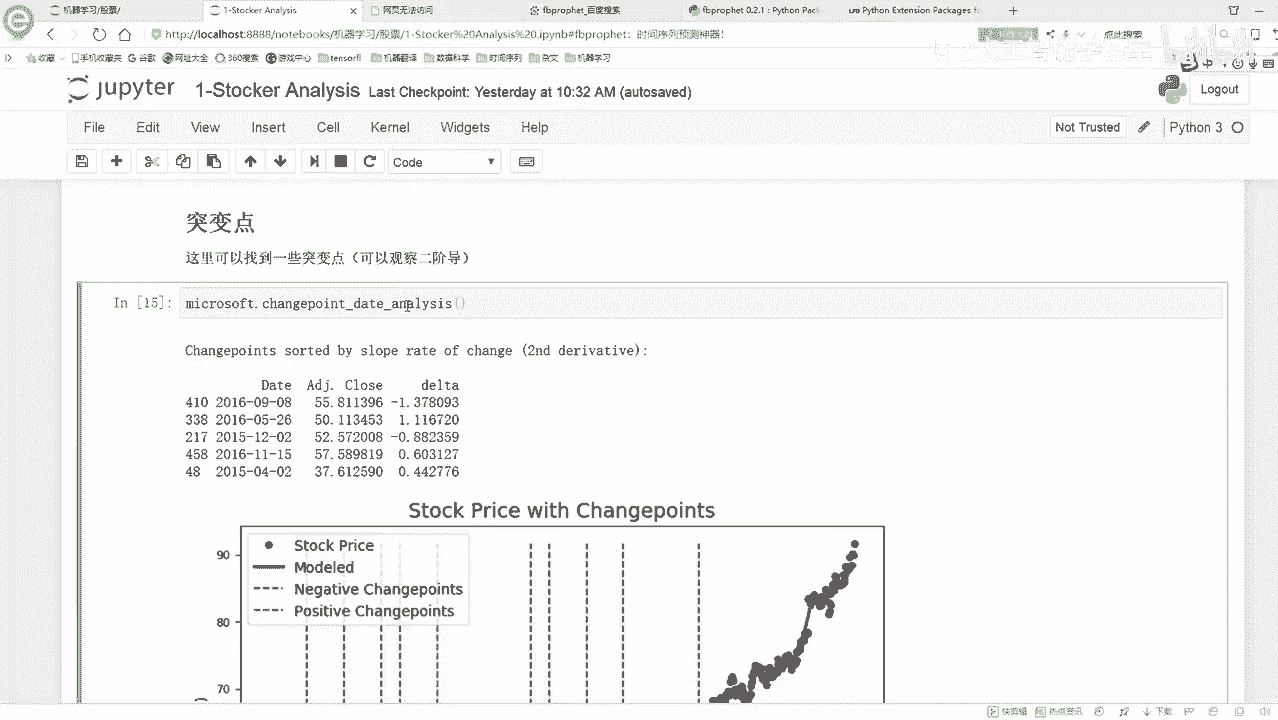 机器学习/股票/
1-Stocker Analysis
网页无法访问
fbprophet_百度搜索
fbprophet 0.2.1 : Python Pack
Python Extension Packages fo
http://localhost:8888/notebooks/机器学习/股票/1-Stocker%20Analysis%20.ipynb#fbprophet：时间序列预测神器！
点此搜索
收藏
手机收藏夹
谷歌
网址大全
360搜索
游戏中心
tensorfl
机器翻译
数据科学
时间序列
杂文
机器学习
jupyter
1-Stocker Analysis
Last Checkpoint: Yesterday at 10:32 AM (autosaved)
Logout
File Edit View Insert Cell Kernel Widgets Help
Not Trusted
Python 3
Code
突变点
这里可以找到一些突变点（可以观察二阶导）
In [15]: microsoft.changepoint_date_analysis()
Changepoints sorted by slope rate of change (2nd derivative):
Date Adj. Close delta
410 2016-09-08 55.811396 -1.378093
338 2016-05-26 50.113453 1.116720
217 2015-12-02 52.572008 -0.882359
458 2016-11-15 57.589819 0.603127
48 2015-04-02 37.612590 0.442776
Stock Price with Changepoints
Stock Price
Modeled
Negative Changepoints
Positive Changepoints
90
80
70
快剪辑
热点资讯
下载